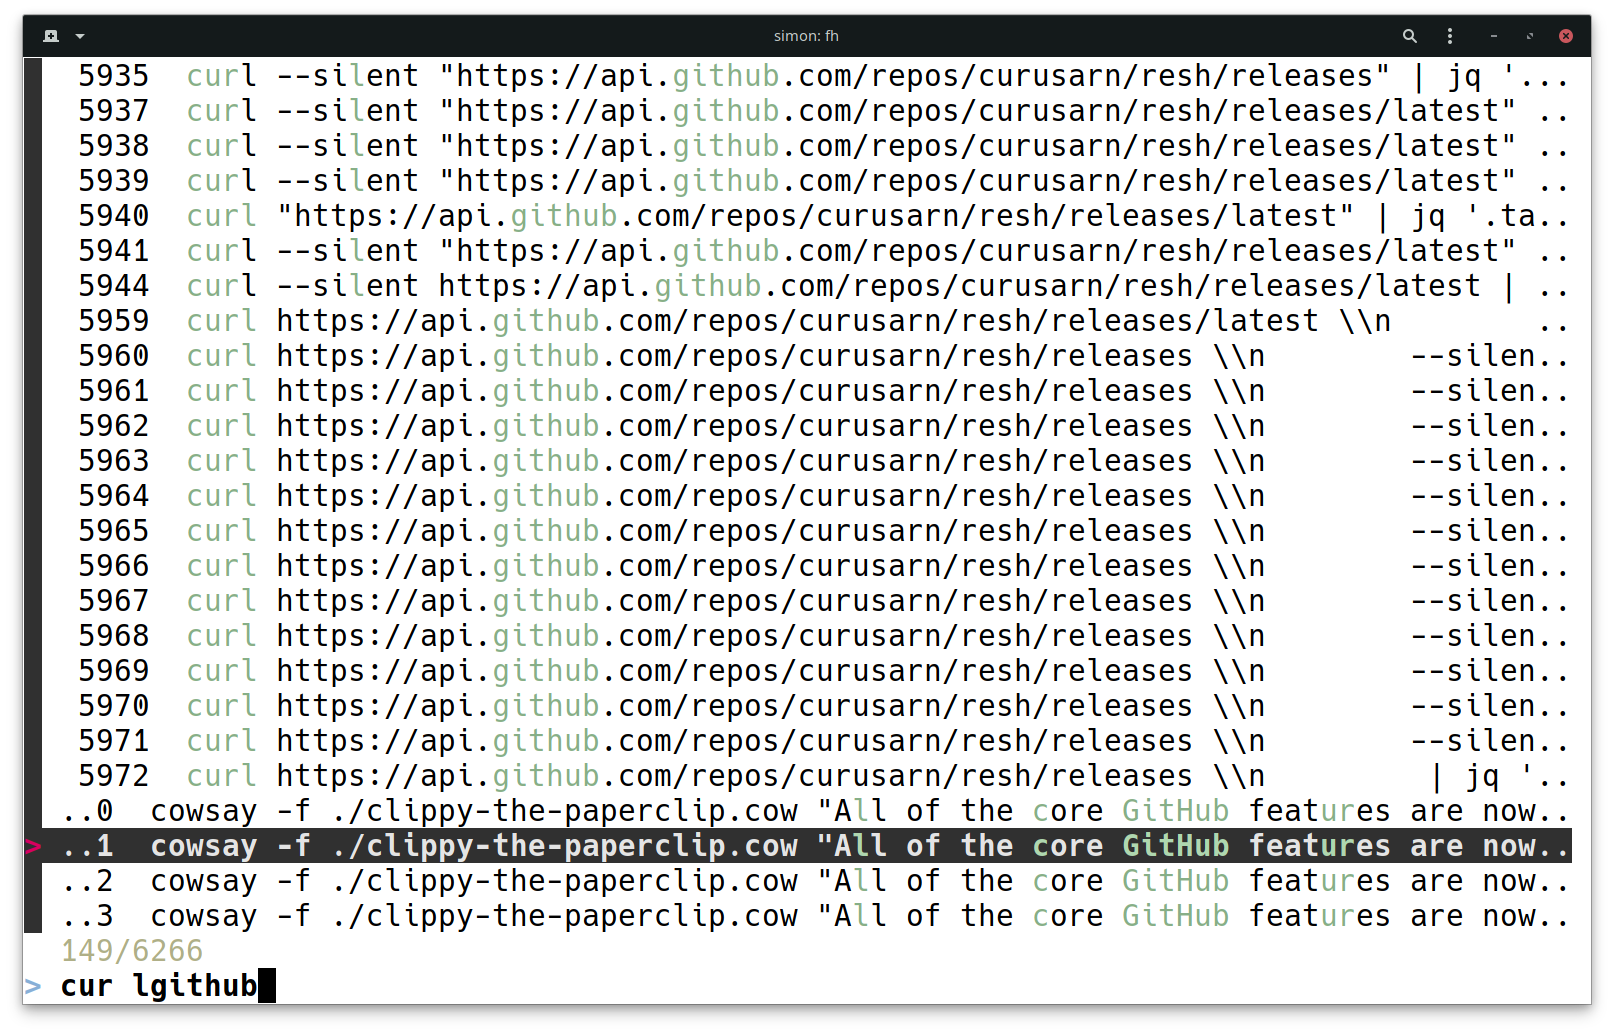 simon: fh
5935  curl --silent "https://api.github.com/repos/curusarn/resh/releases" | jq '...
5937  curl --silent "https://api.github.com/repos/curusarn/resh/releases/latest" ..
5938  curl --silent "https://api.github.com/repos/curusarn/resh/releases/latest" ..
5939  curl --silent "https://api.github.com/repos/curusarn/resh/releases/latest" ..
5940  curl "https://api.github.com/repos/curusarn/resh/releases/latest" | jq '.ta..
5941  curl --silent "https://api.github.com/repos/curusarn/resh/releases/latest" ..
5944  curl --silent https://api.github.com/repos/curusarn/resh/releases/latest | ..
5959  curl https://api.github.com/repos/curusarn/resh/releases/latest \\n        ..
5960  curl https://api.github.com/repos/curusarn/resh/releases \\n        --silen..
5961  curl https://api.github.com/repos/curusarn/resh/releases \\n        --silen..
5962  curl https://api.github.com/repos/curusarn/resh/releases \\n        --silen..
5963  curl https://api.github.com/repos/curusarn/resh/releases \\n        --silen..
5964  curl https://api.github.com/repos/curusarn/resh/releases \\n        --silen..
5965  curl https://api.github.com/repos/curusarn/resh/releases \\n        --silen..
5966  curl https://api.github.com/repos/curusarn/resh/releases \\n        --silen..
5967  curl https://api.github.com/repos/curusarn/resh/releases \\n        --silen..
5968  curl https://api.github.com/repos/curusarn/resh/releases \\n        --silen..
5969  curl https://api.github.com/repos/curusarn/resh/releases \\n        --silen..
5970  curl https://api.github.com/repos/curusarn/resh/releases \\n        --silen..
5971  curl https://api.github.com/repos/curusarn/resh/releases \\n        --silen..
5972  curl https://api.github.com/repos/curusarn/resh/releases \\n         | jq '..
..0  cowsay -f ./clippy-the-paperclip.cow "All of the core GitHub features are now..
> ..1  cowsay -f ./clippy-the-paperclip.cow "All of the core GitHub features are now..
..2  cowsay -f ./clippy-the-paperclip.cow "All of the core GitHub features are now..
..3  cowsay -f ./clippy-the-paperclip.cow "All of the core GitHub features are now..
149/6266
> cur lgithub